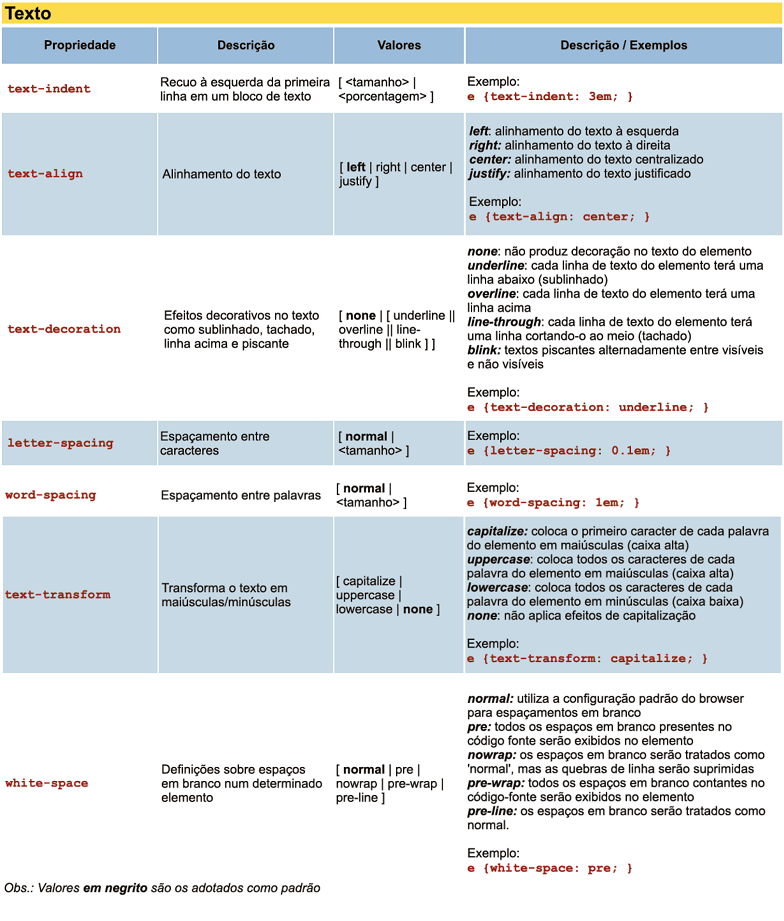 Texto
Propriedade
Descrição
Valores
Descrição / Exemplos
text-indent
Recuo à esquerda da primeira
linha em um bloco de texto
[ <tamanho> |
<porcentagem> ]
Exemplo:
e {text-indent: 3em; }
text-align
Alinhamento do texto
[ left | right | center |
justify ]
left: alinhamento do texto à esquerda
right: alinhamento do texto à direita
center: alinhamento do texto centralizado
justify: alinhamento do texto justificado
Exemplo:
e {text-align: center; }
text-decoration
Efeitos decorativos no texto
como sublinhado, tachado,
linha acima e piscante
[ none | [ underline ||
overline || line-
through || blink ] ]
none: não produz decoração no texto do elemento
underline: cada linha de texto do elemento terá uma
linha abaixo (sublinhado)
overline: cada linha de texto do elemento terá uma
linha acima
line-through: cada linha de texto do elemento terá
uma linha cortando-o ao meio (tachado)
blink: textos piscantes alternadamente entre visíveis
e não visíveis
Exemplo:
e {text-decoration: underline; }
letter-spacing
Espaçamento entre
caracteres
[ normal |
<tamanho> ]
Exemplo:
e {letter-spacing: 0.1em; }
word-spacing
Espaçamento entre palavras
[ normal |
<tamanho> ]
Exemplo:
e {word-spacing: 1em; }
text-transform
Transforma o texto em
maiúsculas/minúsculas
[ capitalize |
uppercase |
lowercase | none ]
capitalize: coloca o primeiro caracter de cada palavra
do elemento em maiúsculas (caixa alta)
uppercase: coloca todos os caracteres de cada
palavra do elemento em maiúsculas (caixa alta)
lowercase: coloca todos os caracteres de cada
palavra do elemento em minúsculas (caixa baixa)
none: não aplica efeitos de capitalização
Exemplo:
e {text-transform: capitalize; }
white-space
Definições sobre espaços
em branco num determinado
elemento
[ normal | pre |
nowrap | pre-wrap |
pre-line ]
normal: utiliza a configuração padrão do browser
para espaçamentos em branco
pre: todos os espaços em branco presentes no
código fonte serão exibidos no elemento
nowrap: os espaços em branco serão tratados como
'normal', mas as quebras de linha serão suprimidas
pre-wrap: todos os espaços em branco contantes no
código-fonte serão exibidos no elemento
pre-line: os espaços em branco serão tratados como
normal.
Exemplo:
e {white-space: pre; }
Obs.: Valores em negrito são os adotados como padrão